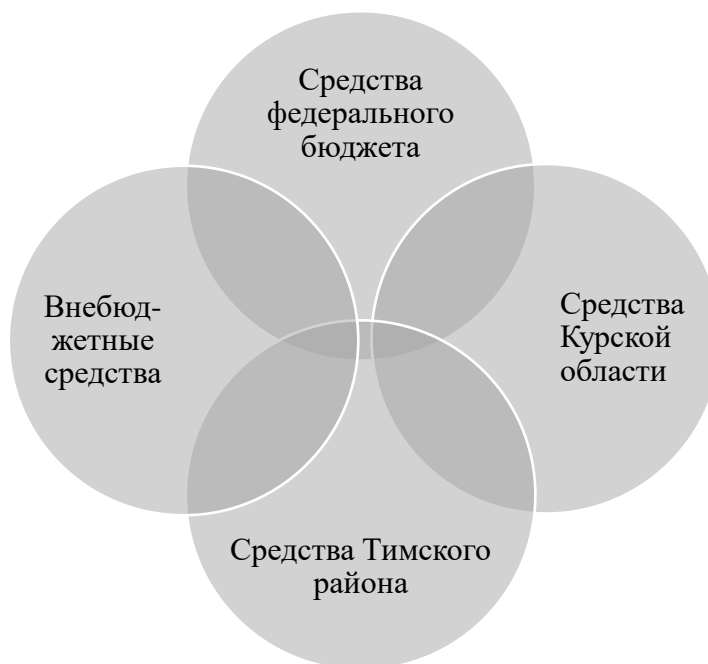 Средства
федерального
бюджета
Внебюд-
жетные
средства
Средства
Курской
области
Средства Тимского
района